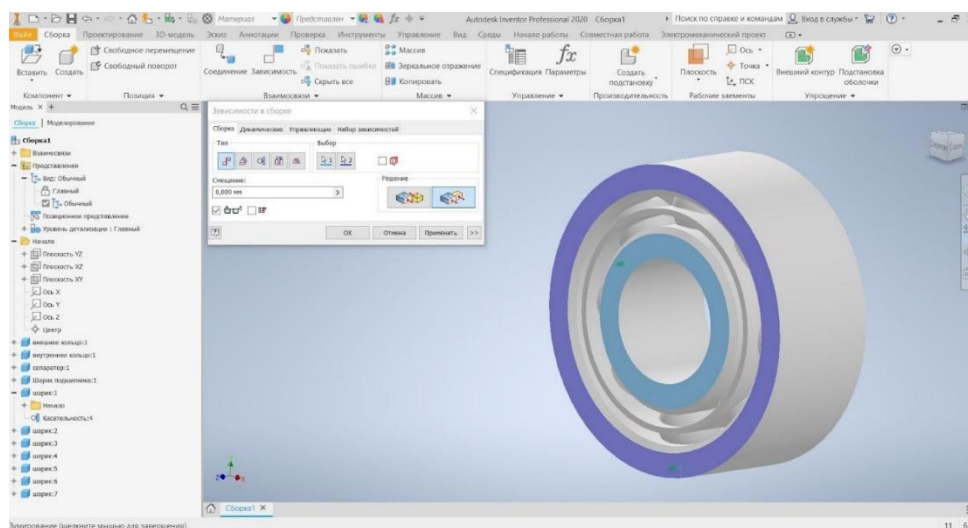 Материал
Представлен
Autodesk Inventor Professional 2020 Сборка1
Поиск по справке и командам
Вход в службы
Файл Сборка Проектирование 3D-модель Эскиз Аннотации Проверка Инструменты Управление Вид Среды Начало работы Совместная работа Электромеханический проект
Вставить Создать
Свободное перемещение
Свободный поворот
Соединение Зависимость
Показать
Показать ошибки
Скрыть все
Массив
Зеркальное отражение
Копировать
Спецификация Параметры
Создать подстановку
Плоскость
Ось
Точка
ПСК
Внешний контур Подстановка оболочки
Компонент Позиция Взаимосвязи Массив Управление Производительность Рабочие элементы Упрощение
Модель
Сборка Моделирование
Сборка1
Взаимосвязи
Представления
Вид: Обычный
Главный
Обычный
Позиционное представление
Уровень детализации : Главный
Начало
Плоскость YZ
Плоскость XZ
Плоскость XY
Ось X
Ось Y
Ось Z
Центр
внешнее кольцо:1
внутреннее кольцо:1
сепаратор:1
Шарик подшипника:1
шарик:1
Начало
Касательность:4
шарик:2
шарик:3
шарик:4
шарик:5
шарик:6
шарик:7
Зависимости в сборке
Сборка Динамические Управляющие Набор зависимостей
Тип
Выбор
1
2
Смещение:
0,000 мм
Решение
OK Отмена Применить >>
Z
X
Сборка1
11